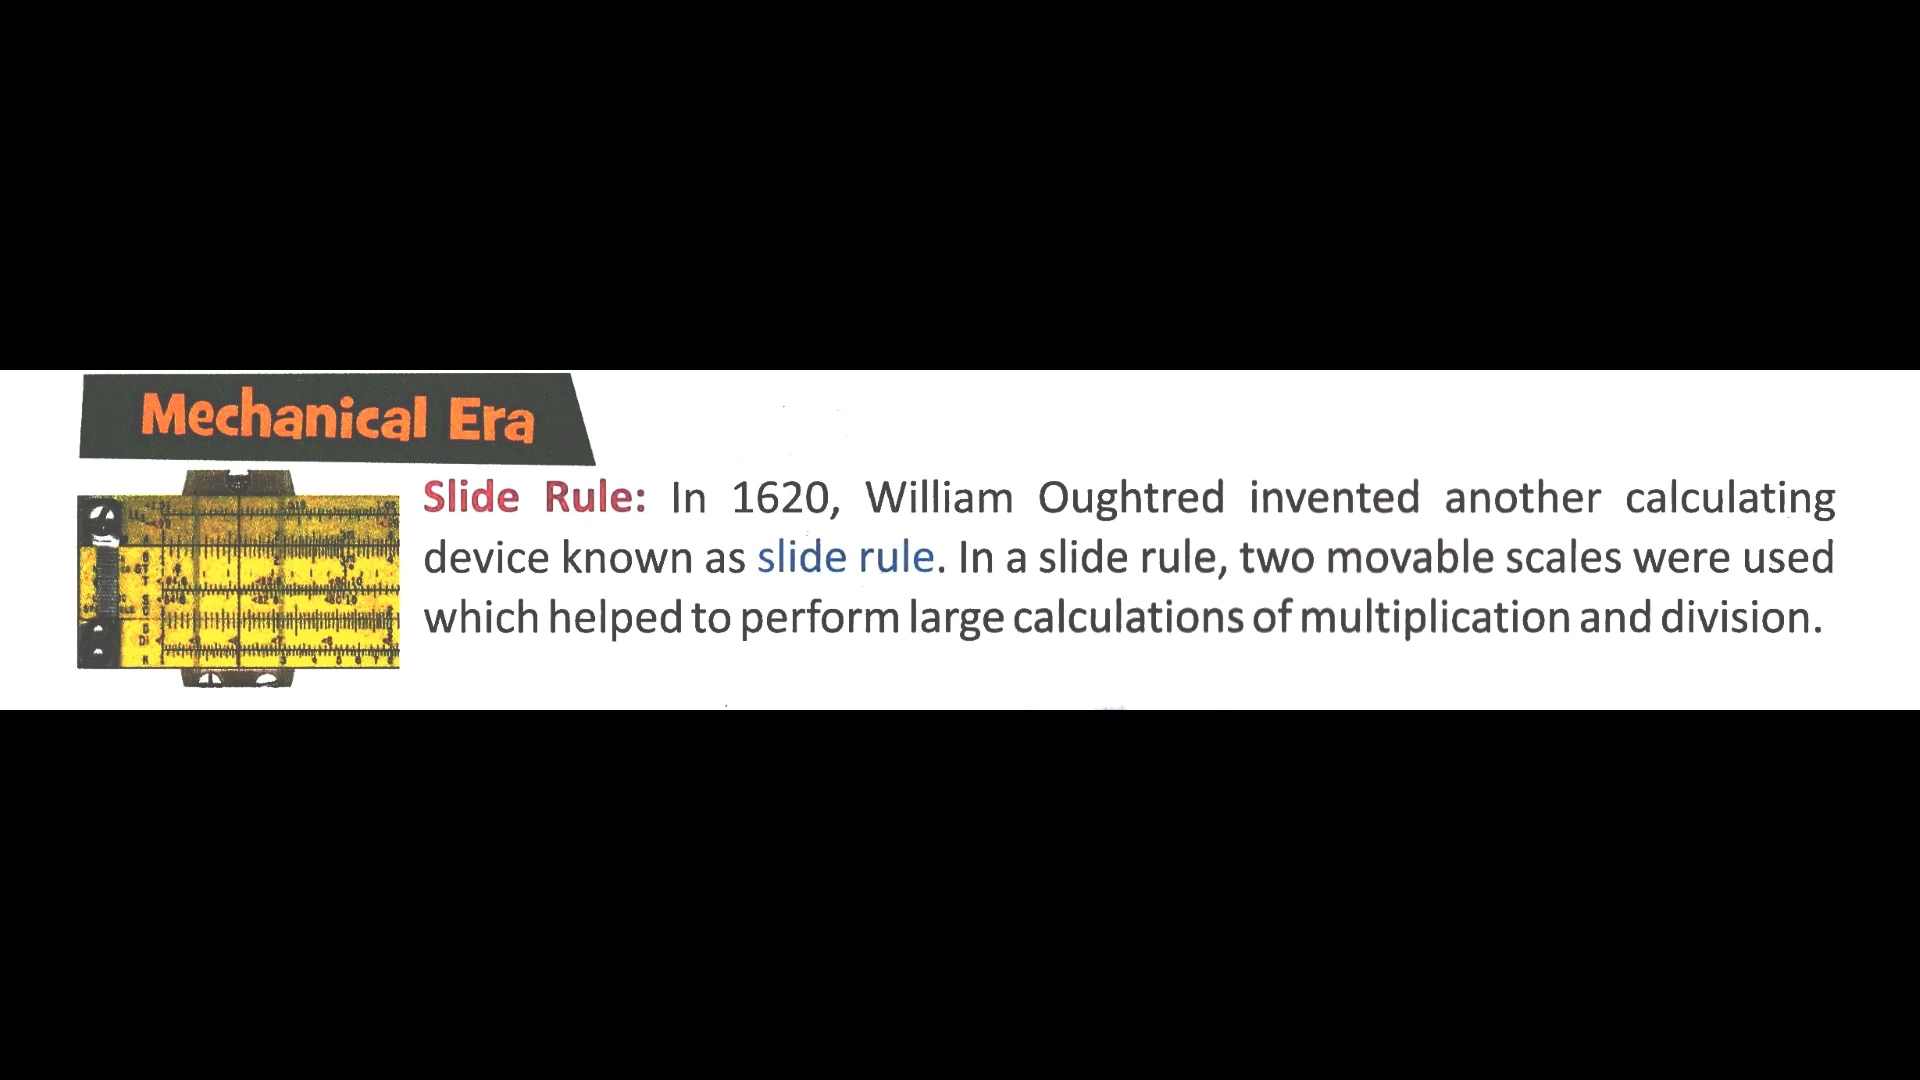 Mechanical Era
Slide Rule: In 1620, William Oughtred invented another calculating
device known as slide rule. In a slide rule, two movable scales were used
which helped to perform large calculations of multiplication and division.